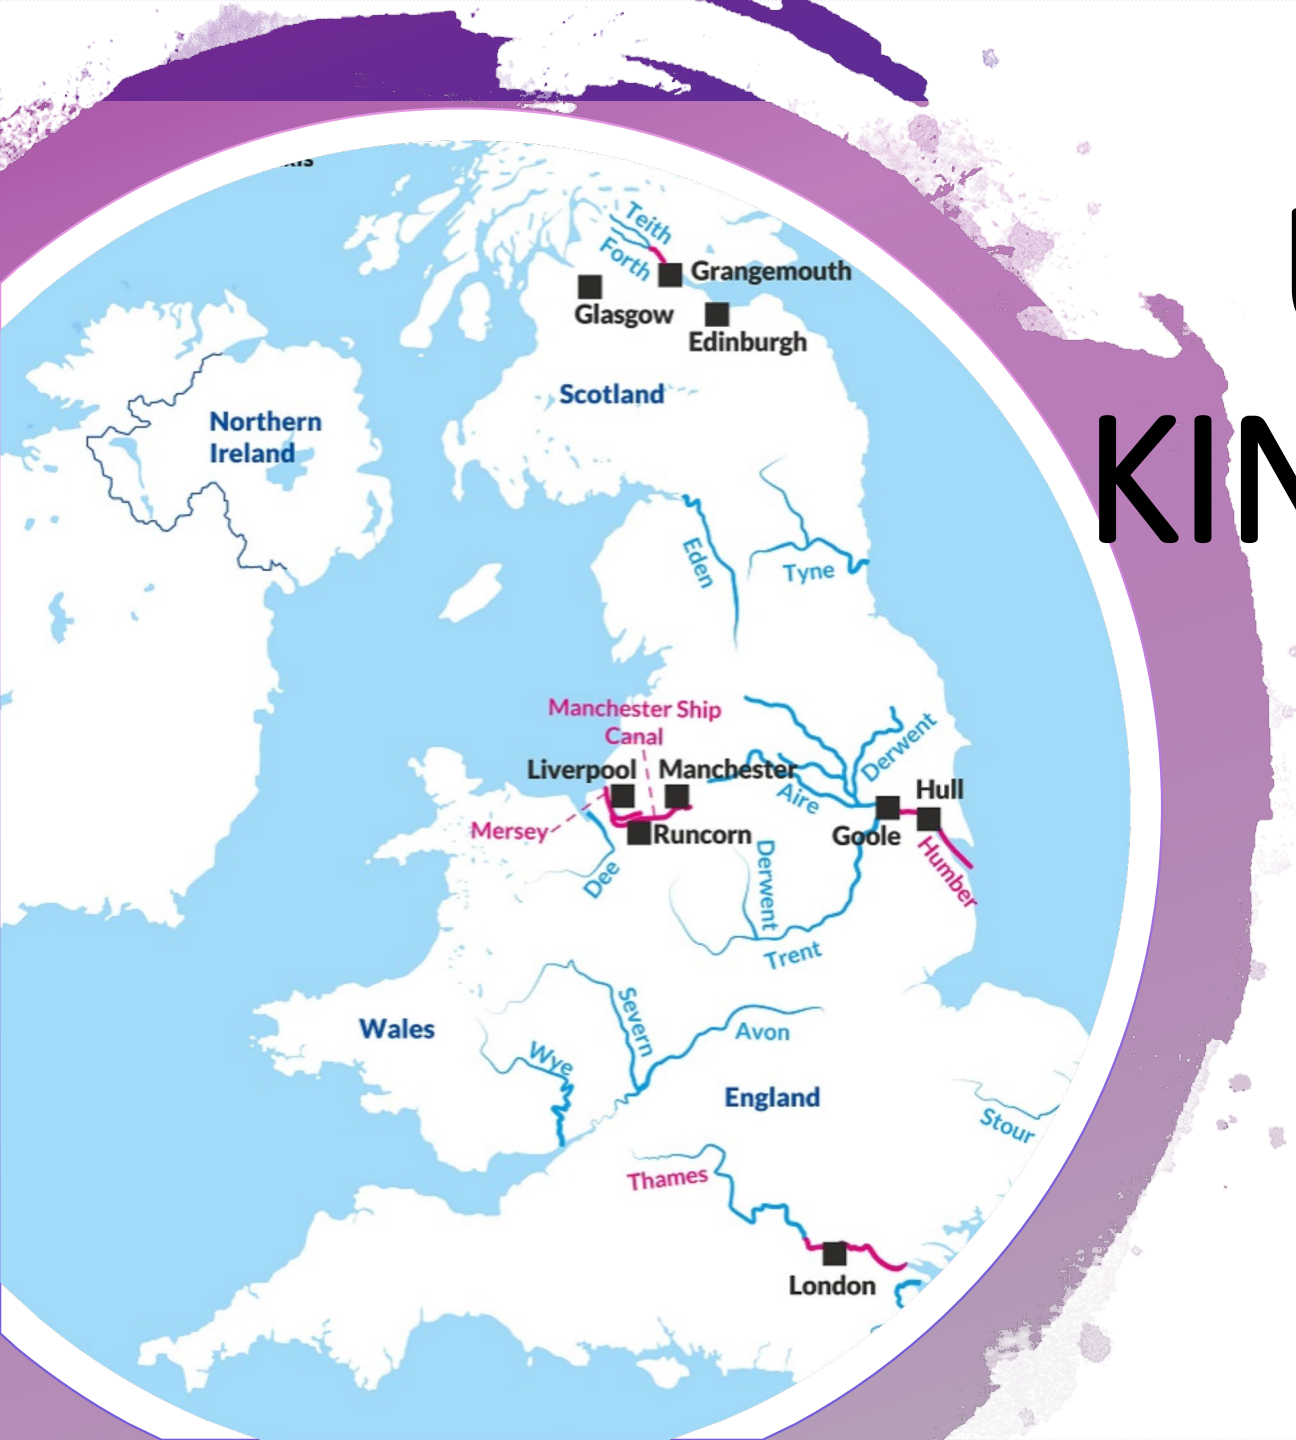 Teith
Forth
Grangemouth
Glasgow
Edinburgh
Scotland
Northern
Ireland
KIN
Eden
Tyne
Manchester Ship
Canal
Derwent
Liverpool
Manchester
Aire
Hull
Mersey
Runcorn
Goole
Dee
Derwent
Humber
Trent
Severn
Wales
Avon
Wye
England
Stour
Thames
London